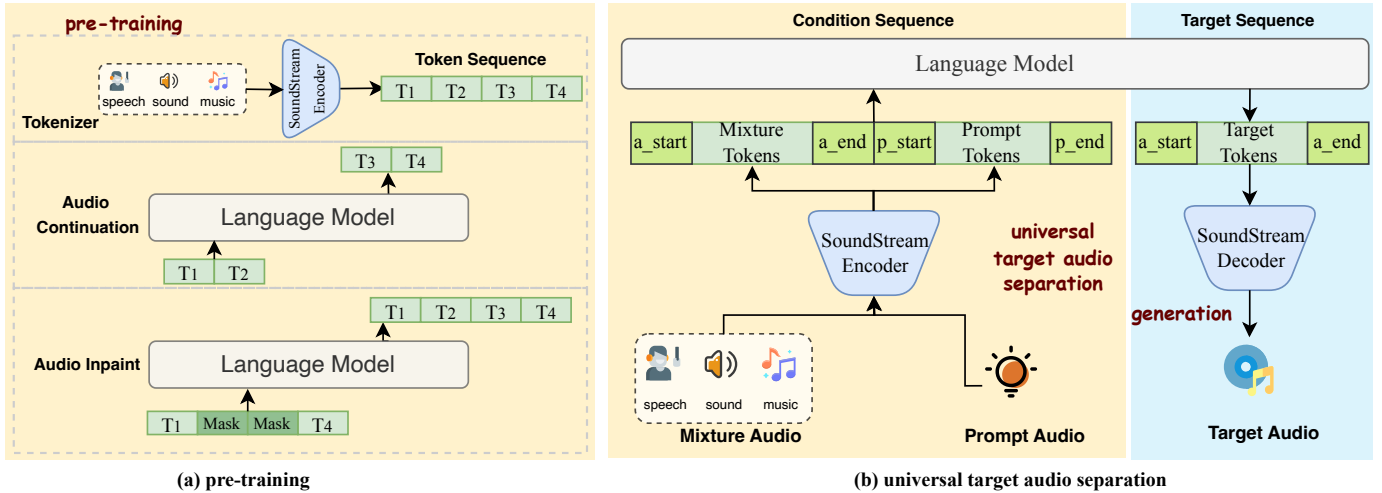 pre-training
Token Sequence
speech
sound
music
SoundStream
Encoder
T1 T2 T3 T4
Tokenizer
T3 T4
Audio
Continuation
Language Model
T1 T2
T1 T2 T3 T4
Audio Inpaint
Language Model
T1 Mask Mask T4
(a) pre-training
Condition Sequence
Target Sequence
Language Model
a_start
Mixture
Tokens
a_end
p_start
Prompt
Tokens
p_end
a_start
Target
Tokens
a_end
SoundStream
Encoder
universal
target audio
separation
SoundStream
Decoder
generation
speech
sound
music
Mixture Audio
Prompt Audio
Target Audio
(b) universal target audio separation